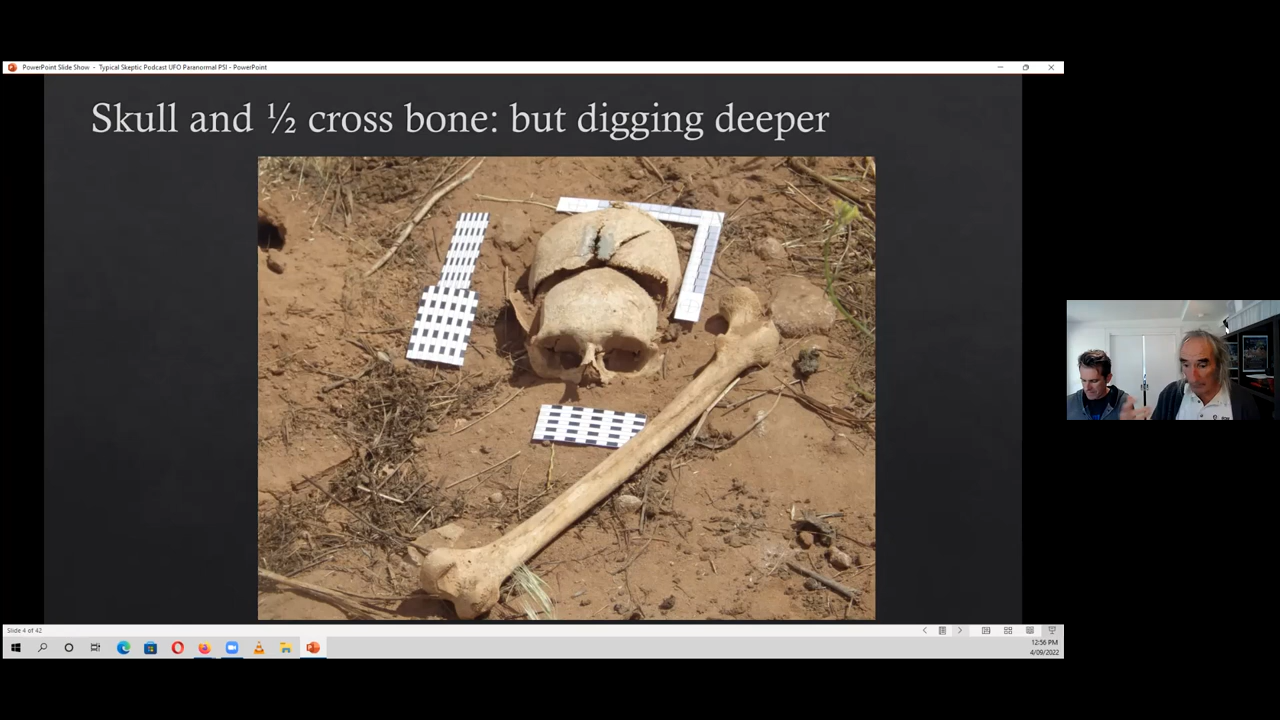 PowerPoint Slide Show - Typical Skeptic Podcast UFO Paranormal PSI - PowerPoint
Skull and ½ cross bone: but digging deeper
Slide 4 of 42
12:56 PM
4/09/2022